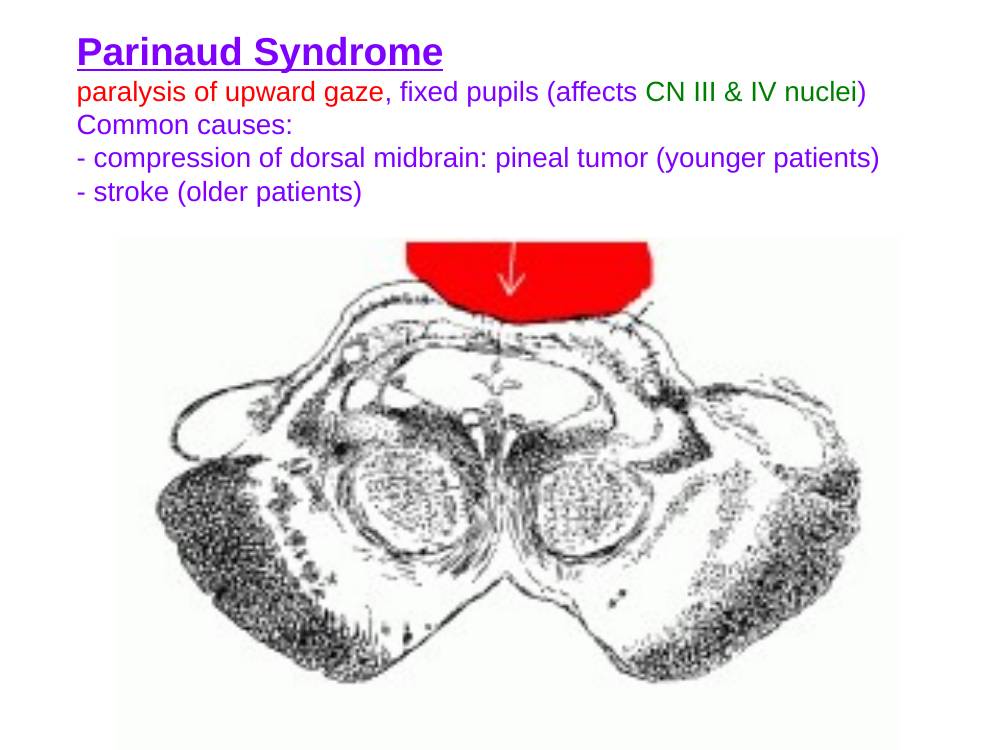 Parinaud Syndrome
paralysis of upward gaze, fixed pupils (affects CN III & IV nuclei)
Common causes:
- compression of dorsal midbrain: pineal tumor (younger patients)
- stroke (older patients)